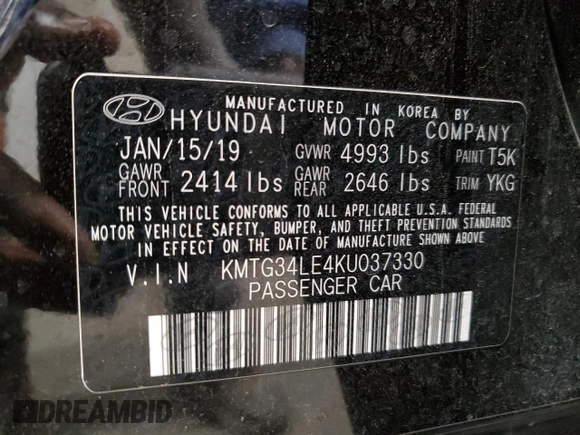 MANUFACTURED IN KOREA BY
HYUNDAI MOTOR COMPANY
JAN/15/19 GVWR 4993 lbs PAINT T5K
GAWR FRONT 2414 lbs GAWR REAR 2646 lbs TRIM YKG
THIS VEHICLE CONFORMS TO ALL APPLICABLE U.S.A. FEDERAL
MOTOR VEHICLE SAFETY, BUMPER, AND THEFT PREVENTION STANDARDS
IN EFFECT ON THE DATE OF MANUFACTURE SHOWN ABOVE
V.I.N KMTG34LE4KU037330
PASSENGER CAR
DREAMBID